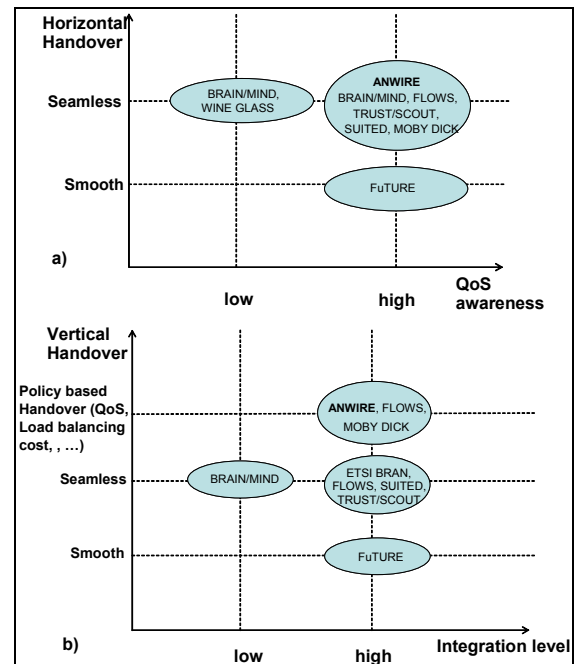 Horizontal
Handover
Seamless
BRAIN/MIND,
WINE GLASS
ANWIRE
BRAIN/MIND, FLOWS,
TRUST/SCOUT,
SUITED, MOBY DICK
Smooth
FuTURE
a)
low
high
QoS
awareness
Vertical
Handover
Policy based
Handover (QoS,
Load balancing
cost, , …)
ANWIRE, FLOWS,
MOBY DICK
Seamless
BRAIN/MIND
ETSI BRAN,
FLOWS, SUITED,
TRUST/SCOUT
Smooth
FuTURE
b)
low
high
Integration level